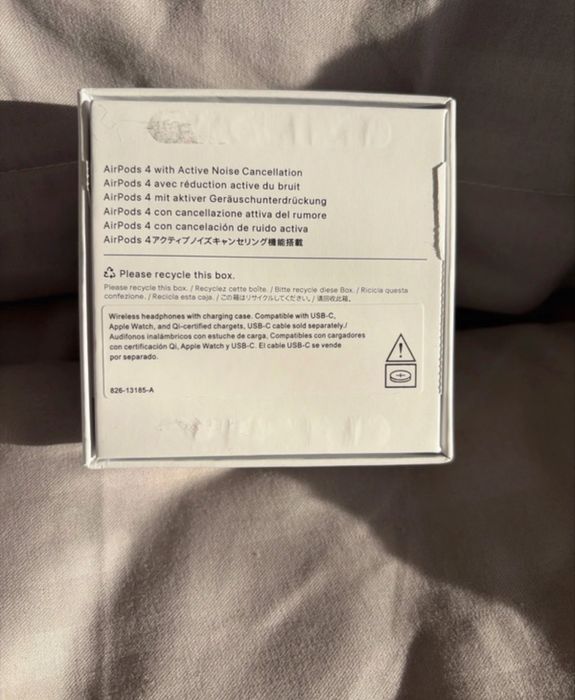 AirPods 4 with Active Noise Cancellation
AirPods 4 avec réduction active du bruit
AirPods 4 mit aktiver Geräuschunterdrückung
AirPods 4 con cancellazione attiva del rumore
AirPods 4 con cancelación de ruido activa
AirPods 4アクティブノイズキャンセリング機能搭載
Please recycle this box.
Please recycle this box. / Recyclez cette boîte. / Bitte recycle diese Box. / Ricicla questa
confezione. / Recicla esta caja. / この箱はリサイクルしてください。/ 请回收此箱。
Wireless headphones with charging case. Compatible with USB-C,
Apple Watch, and Qi-certified chargets, USB-C cable sold separately./
Audífonos inalámbricos con estuche de carga, Compatibles con cargadores
con certificación Qi, Apple Watch y USB-C. El cable USB-C se vende
por separado.
826-13185-A